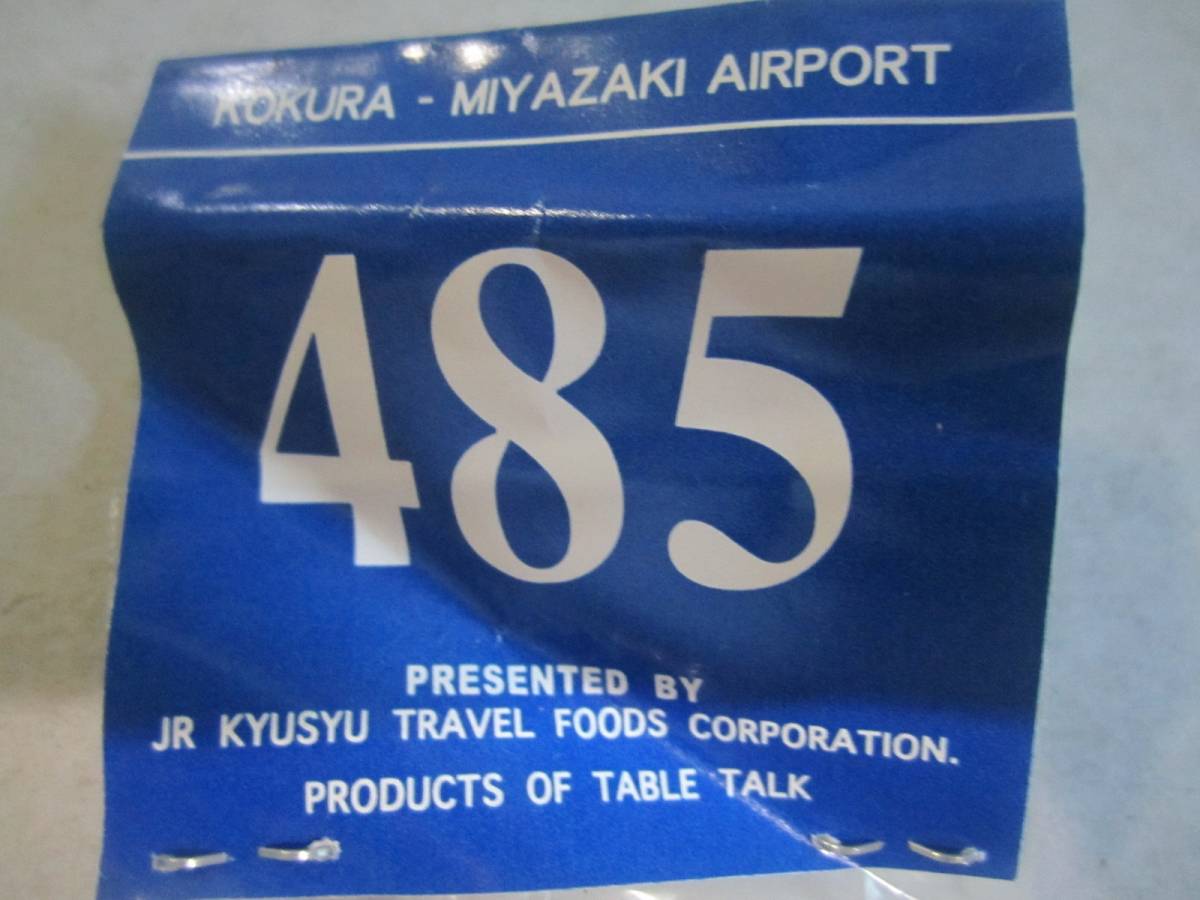 KOKURA - MIYAZAKI AIRPORT
485
PRESENTED BY
JR KYUSYU TRAVEL FOODS CORPORATION.
PRODUCTS OF TABLE TALK